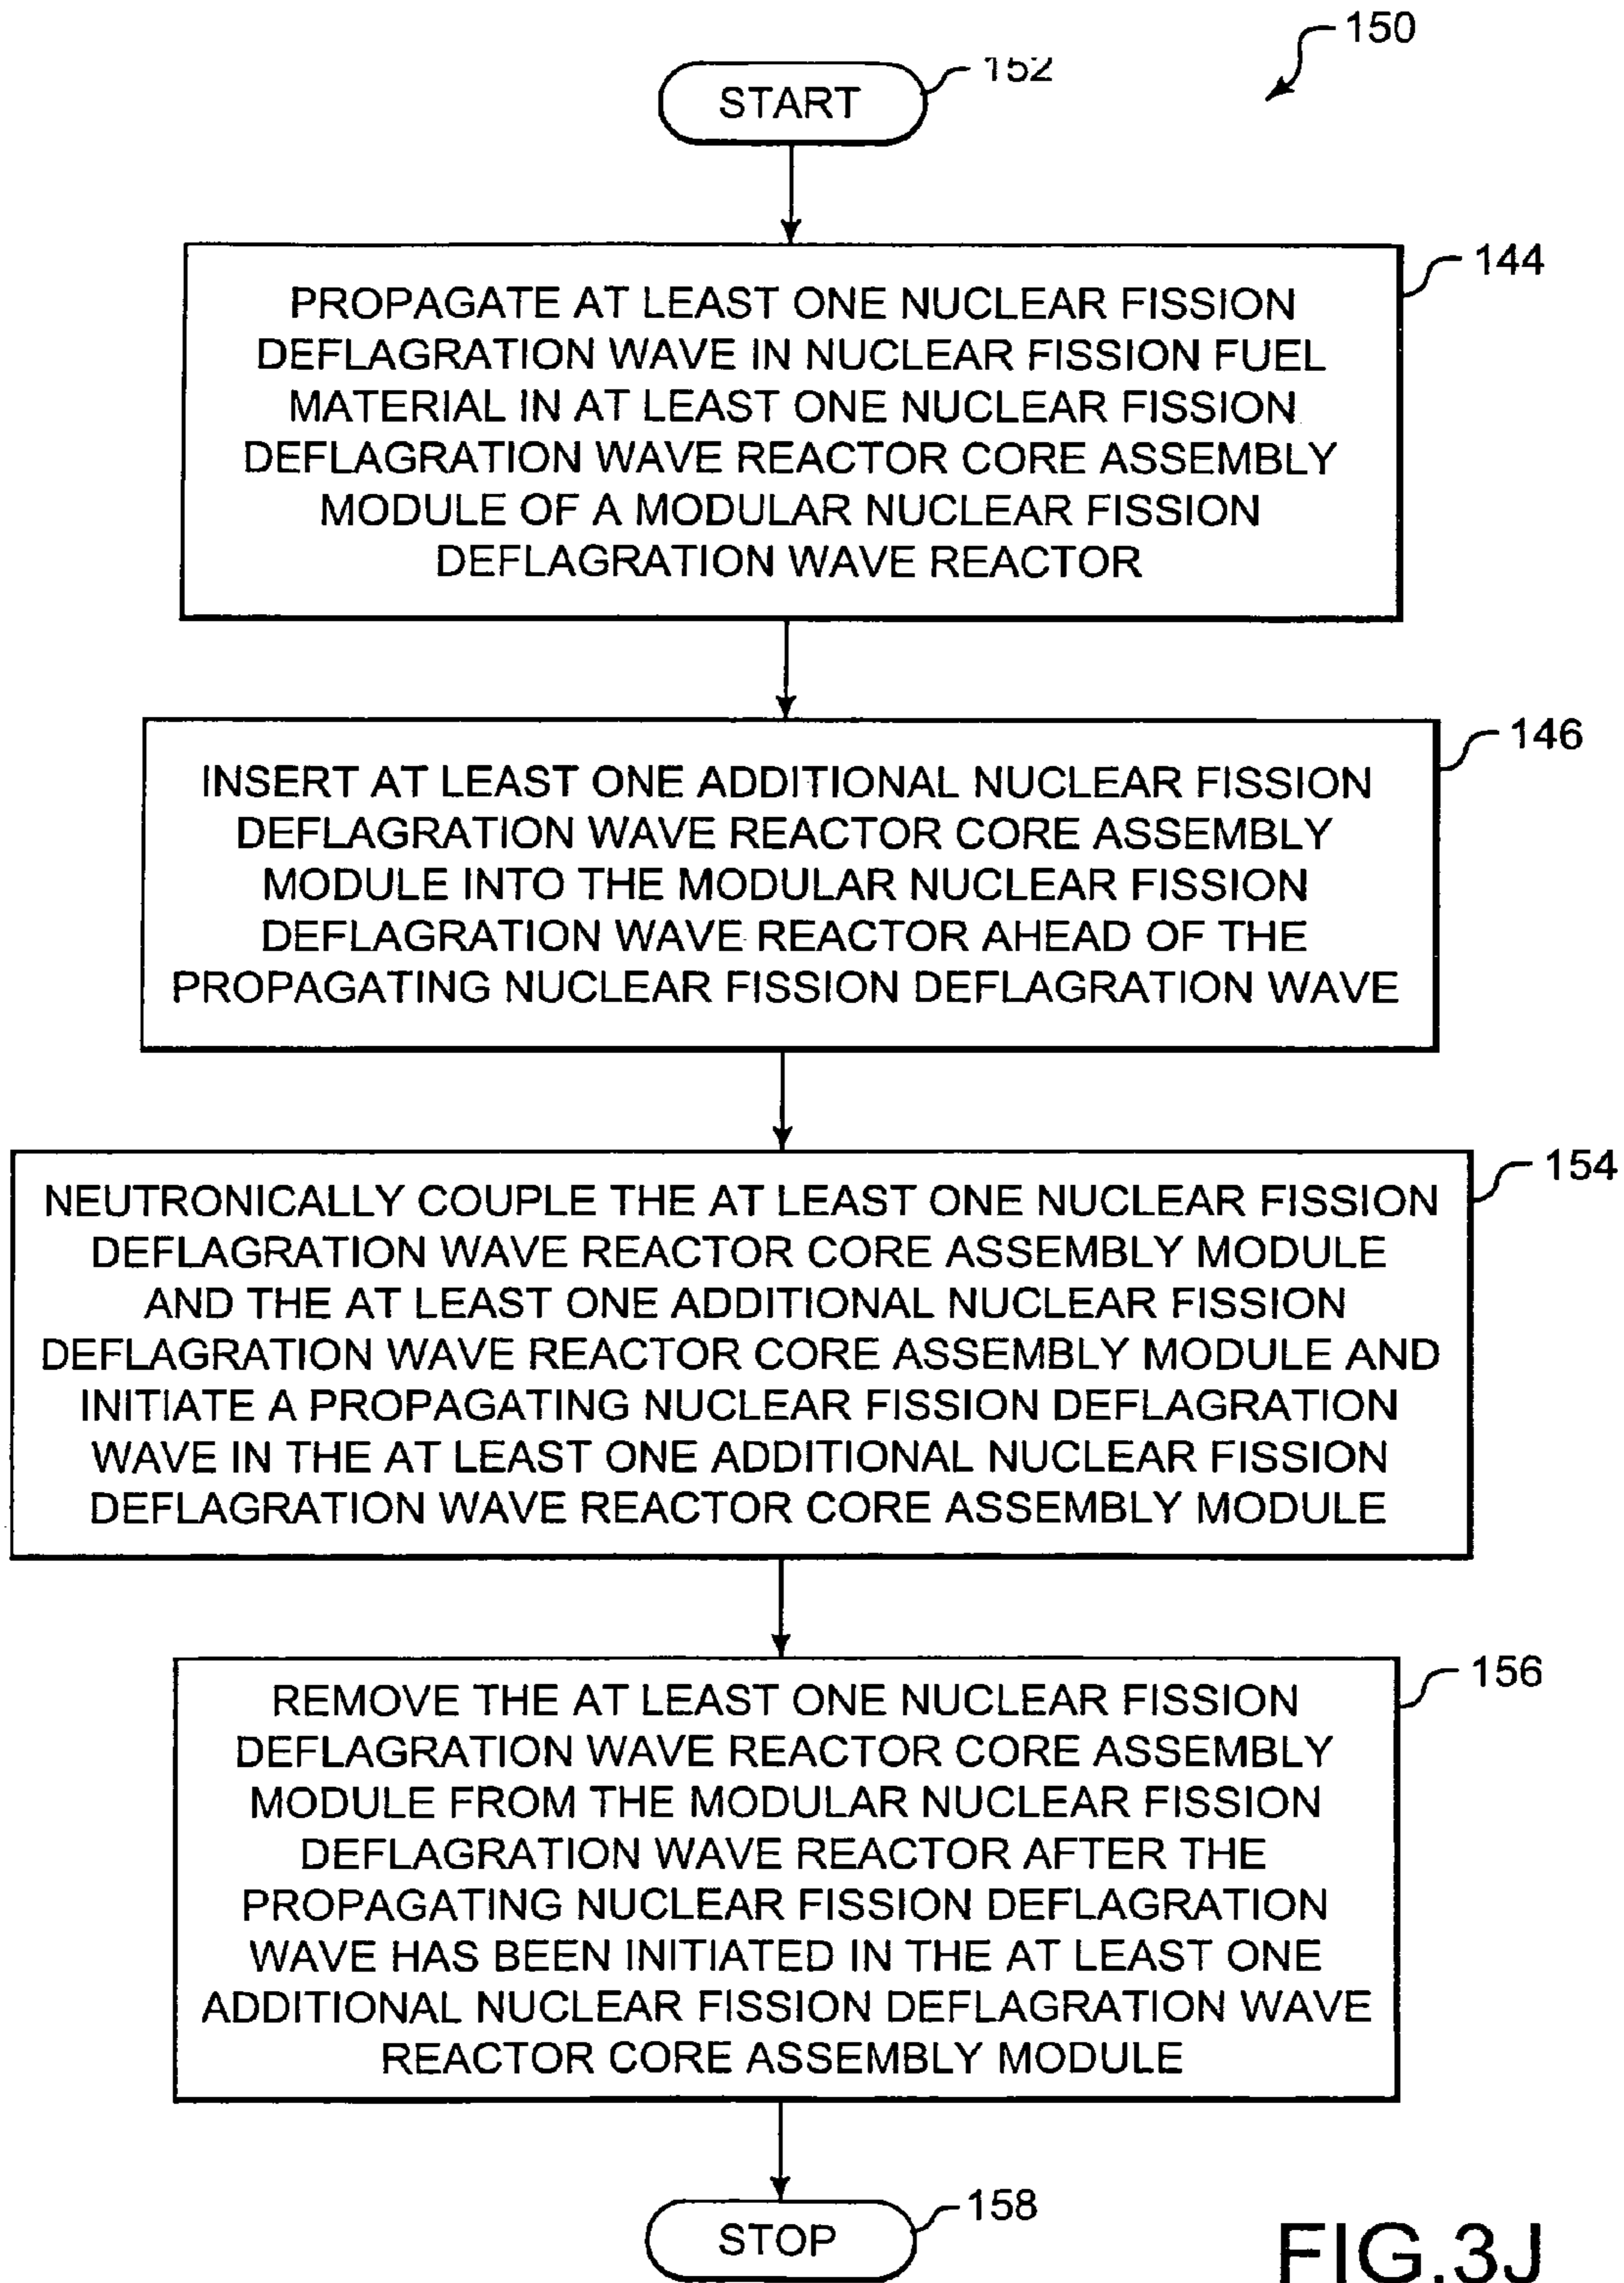 150
152
START
144
PROPAGATE AT LEAST ONE NUCLEAR FISSION
DEFLAGRATION WAVE IN NUCLEAR FISSION FUEL
MATERIAL IN AT LEAST ONE NUCLEAR FISSION
DEFLAGRATION WAVE REACTOR CORE ASSEMBLY
MODULE OF A MODULAR NUCLEAR FISSION
DEFLAGRATION WAVE REACTOR
146
INSERT AT LEAST ONE ADDITIONAL NUCLEAR FISSION
DEFLAGRATION WAVE REACTOR CORE ASSEMBLY
MODULE INTO THE MODULAR NUCLEAR FISSION
DEFLAGRATION WAVE REACTOR AHEAD OF THE
PROPAGATING NUCLEAR FISSION DEFLAGRATION WAVE
154
NEUTRONICALLY COUPLE THE AT LEAST ONE NUCLEAR FISSION
DEFLAGRATION WAVE REACTOR CORE ASSEMBLY MODULE
AND THE AT LEAST ONE ADDITIONAL NUCLEAR FISSION
DEFLAGRATION WAVE REACTOR CORE ASSEMBLY MODULE AND
INITIATE A PROPAGATING NUCLEAR FISSION DEFLAGRATION
WAVE IN THE AT LEAST ONE ADDITIONAL NUCLEAR FISSION
DEFLAGRATION WAVE REACTOR CORE ASSEMBLY MODULE
156
REMOVE THE AT LEAST ONE NUCLEAR FISSION
DEFLAGRATION WAVE REACTOR CORE ASSEMBLY
MODULE FROM THE MODULAR NUCLEAR FISSION
DEFLAGRATION WAVE REACTOR AFTER THE
PROPAGATING NUCLEAR FISSION DEFLAGRATION
WAVE HAS BEEN INITIATED IN THE AT LEAST ONE
ADDITIONAL NUCLEAR FISSION DEFLAGRATION WAVE
REACTOR CORE ASSEMBLY MODULE
158
STOP
FIG.3J